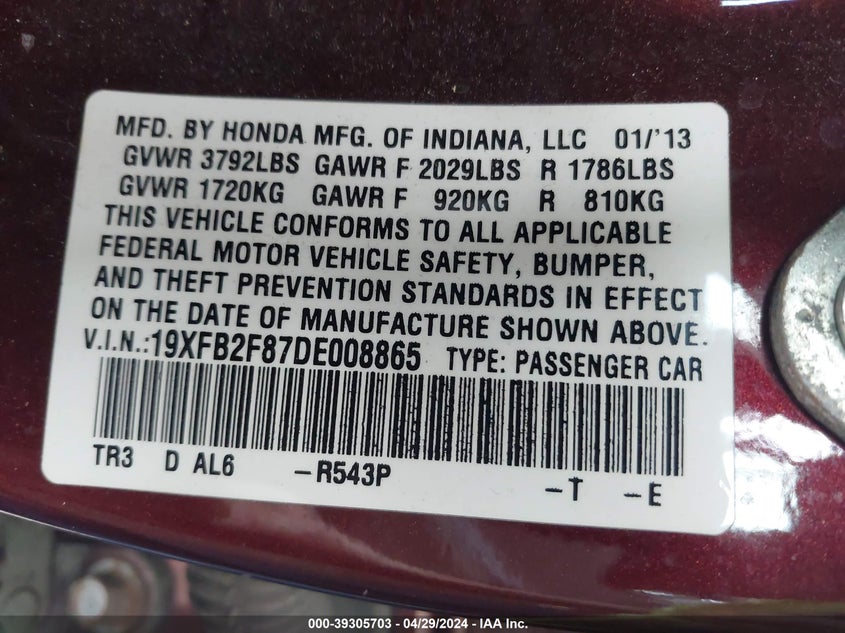 MFD. BY HONDA MFG. OF INDIANA, LLC 01/'13
GVWR 3792LBS GAWR F 2029LBS R 1786LBS
GVWR 1720KG GAWR F 920KG R 810KG
THIS VEHICLE CONFORMS TO ALL APPLICABLE
FEDERAL MOTOR VEHICLE SAFETY, BUMPER,
AND THEFT PREVENTION STANDARDS IN EFFECT
ON THE DATE OF MANUFACTURE SHOWN ABOVE.
V.I.N.:19XFB2F87DE008865 TYPE: PASSENGER CAR
TR3 D AL6 -R543P -T -E
000-39305703 - 04/29/2024 - IAA Inc.